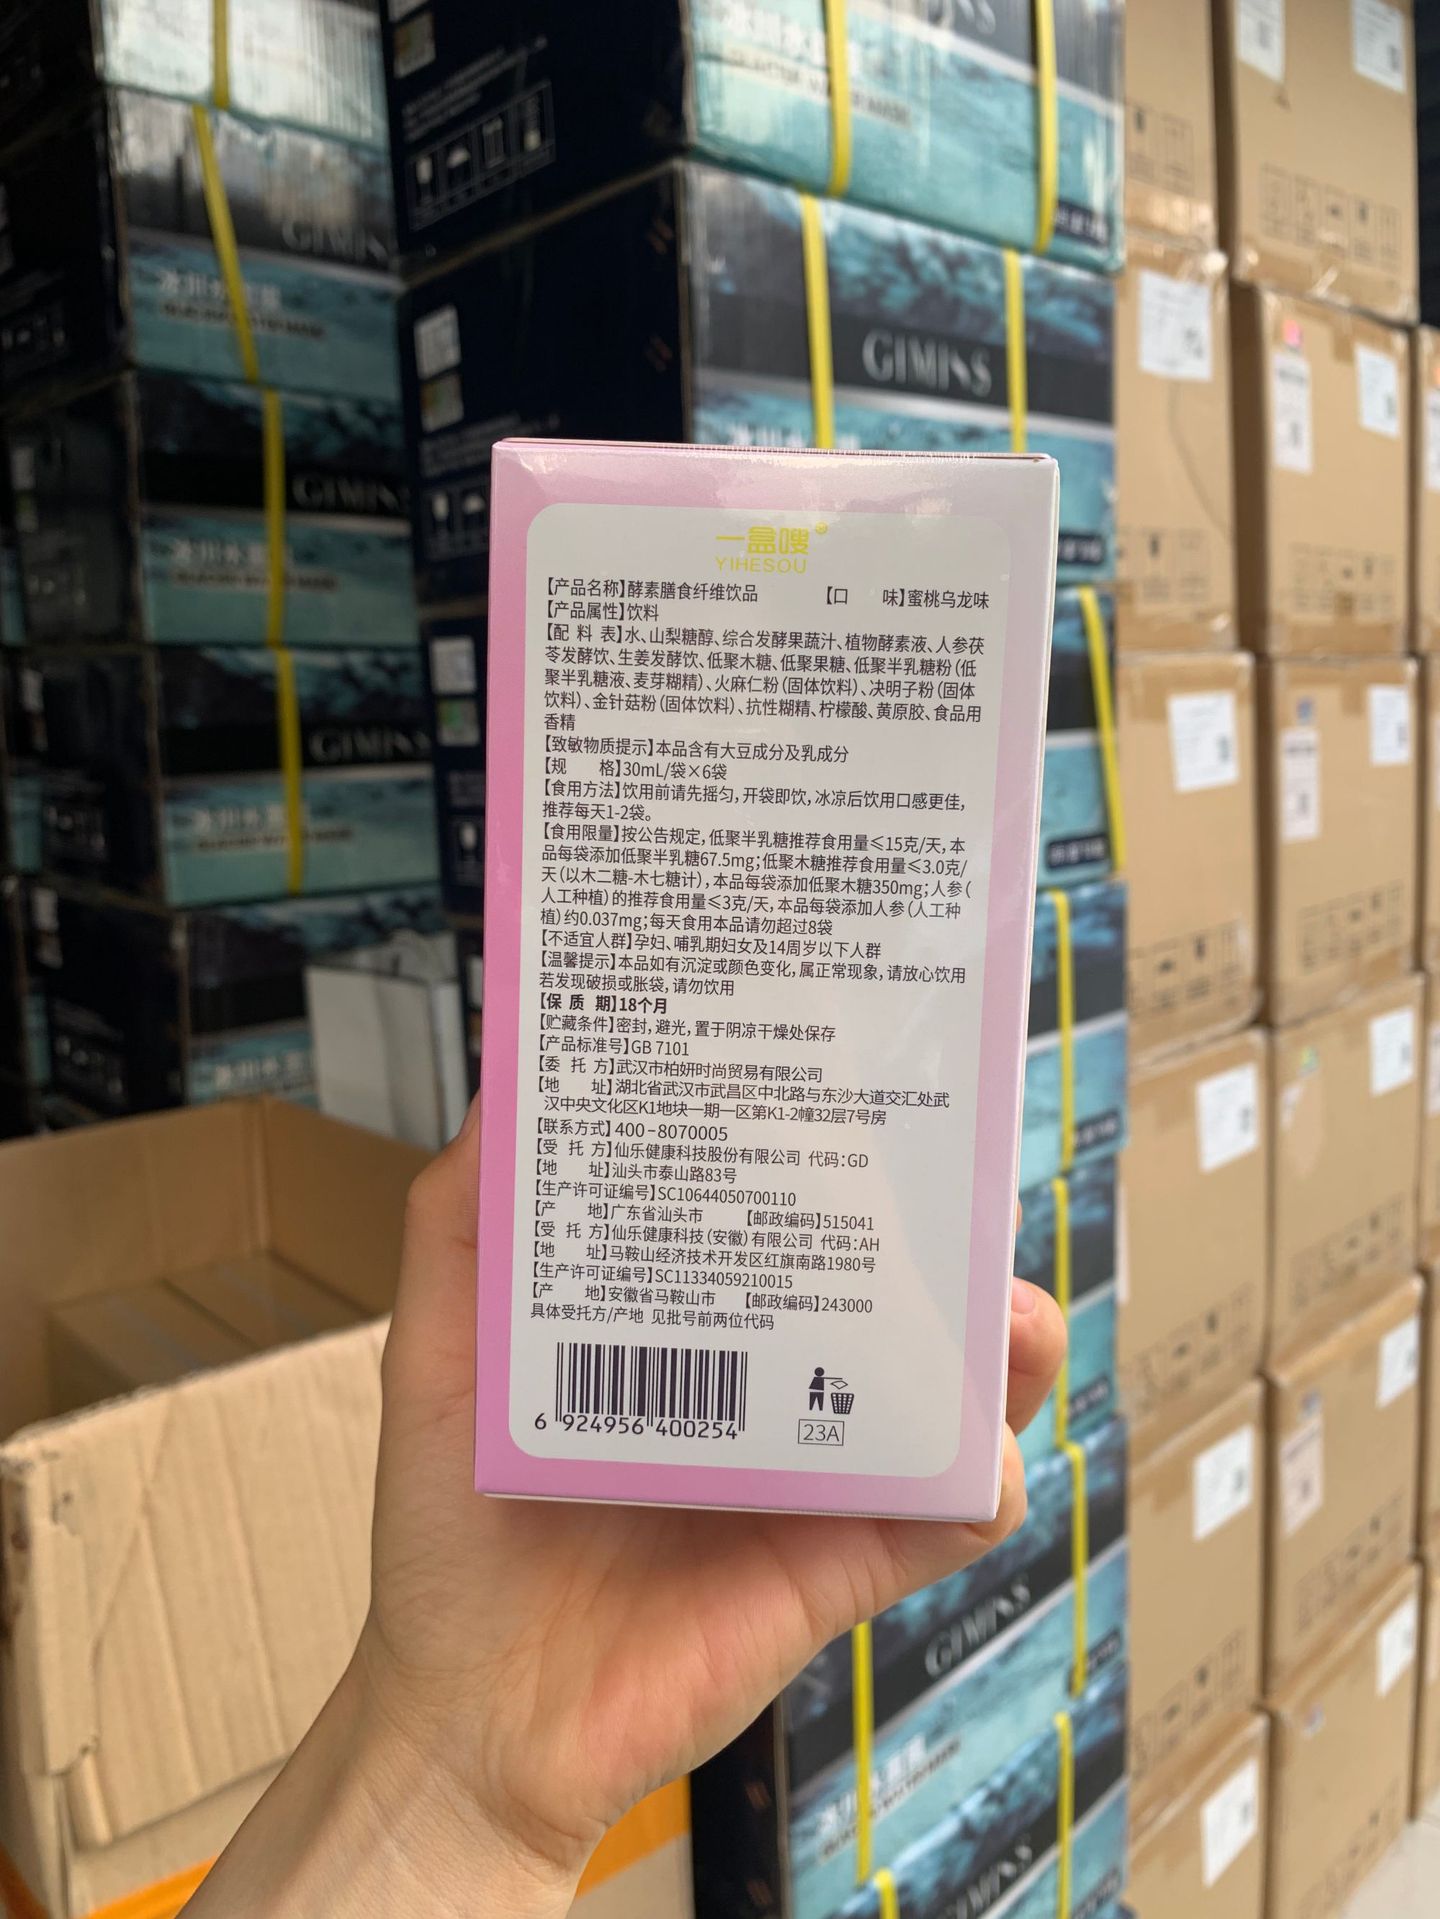 GIMINS
GIMINS
GIMINS
GIMINS
一盒嗖®
YIHESOU
【产品名称】酵素膳食纤维饮品 【口 味】蜜桃乌龙味
【产品属性】饮料
【配 料 表】水、山梨糖醇、综合发酵果蔬汁、植物酵素液、人参茯
苓发酵饮、生姜发酵饮、低聚木糖、低聚果糖、低聚半乳糖粉（低
聚半乳糖液、麦芽糊精）、火麻仁粉（固体饮料）、决明子粉（固体
饮料）、金针菇粉（固体饮料）、抗性糊精、柠檬酸、黄原胶、食品用
香精
【致敏物质提示】本品含有大豆成分及乳成分
【规 格】30mL/袋×6袋
【食用方法】饮用前请先摇匀，开袋即饮，冰凉后饮用口感更佳，
推荐每天1-2袋。
【食用限量】按公告规定，低聚半乳糖推荐食用量≤15克/天，本
品每袋添加低聚半乳糖67.5mg；低聚木糖推荐食用量≤3.0克/
天（以木二糖-木七糖计），本品每袋添加低聚木糖350mg；人参（
人工种植）的推荐食用量≤3克/天，本品每袋添加人参（人工种
植）约0.037mg；每天食用本品请勿超过8袋
【不适宜人群】孕妇、哺乳期妇女及14周岁以下人群
【温馨提示】本品如有沉淀或颜色变化，属正常现象，请放心饮用
若发现破损或胀袋，请勿饮用
【保 质 期】18个月
【贮藏条件】密封，避光，置于阴凉干燥处保存
【产品标准号】GB 7101
【委 托 方】武汉市柏妍时尚贸易有限公司
【地 址】湖北省武汉市武昌区中北路与东沙大道交汇处武
汉中央文化区K1地块一期一区第K1-2幢32层7号房
【联系方式】400-8070005
【受 托 方】仙乐健康科技股份有限公司 代码：GD
【地 址】汕头市泰山路83号
【生产许可证编号】SC10644050700110
【产 地】广东省汕头市 【邮政编码】515041
【受 托 方】仙乐健康科技（安徽）有限公司 代码：AH
【地 址】马鞍山经济技术开发区红旗南路1980号
【生产许可证编号】SC11334059210015
【产 地】安徽省马鞍山市 【邮政编码】243000
具体受托方/产地 见批号前两位代码
6 924956 400254
23A
GIMINS